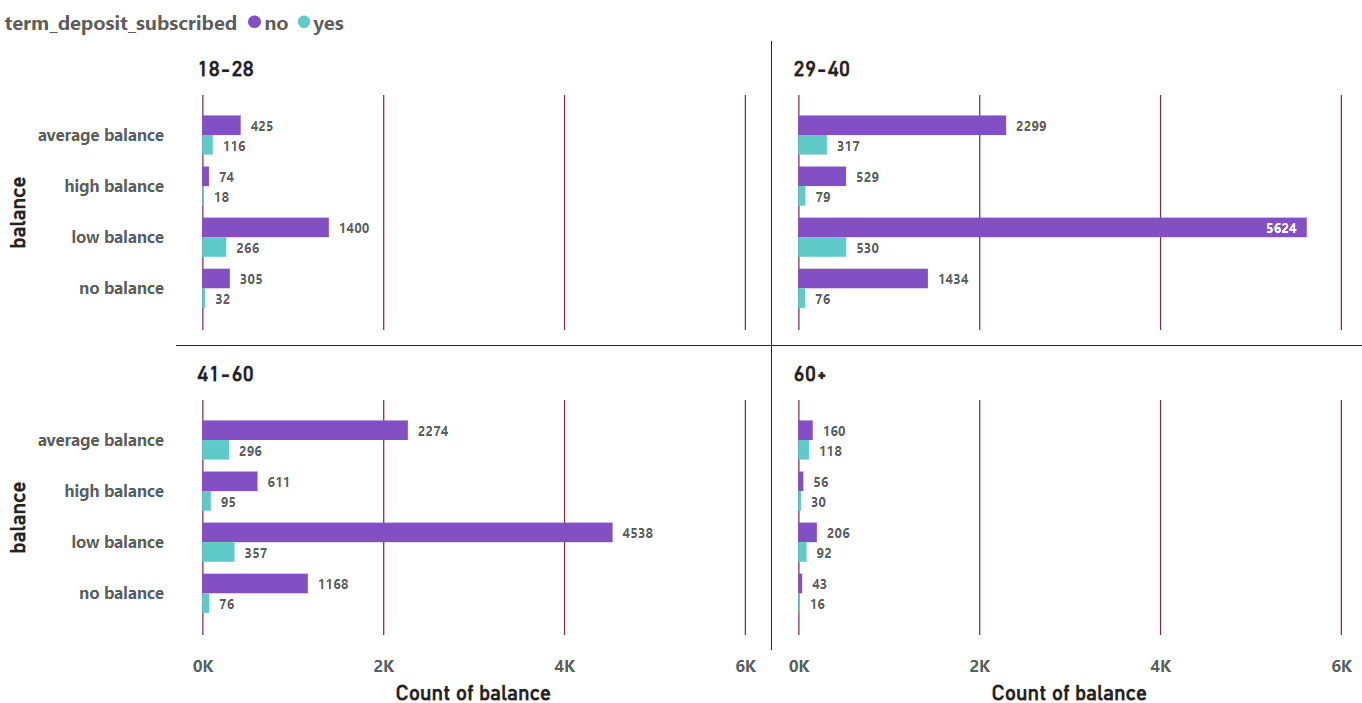 term_deposit_subscribed no yes
18-28
average balance 425
116
high balance 74
18
low balance 1400
266
no balance 305
32
balance
29-40
2299
317
529
79
5624
530
1434
76
41-60
average balance 2274
296
high balance 611
95
low balance 4538
357
no balance 1168
76
balance
60+
160
118
56
30
206
92
43
16
0K 2K 4K 6K
Count of balance
0K 2K 4K 6K
Count of balance